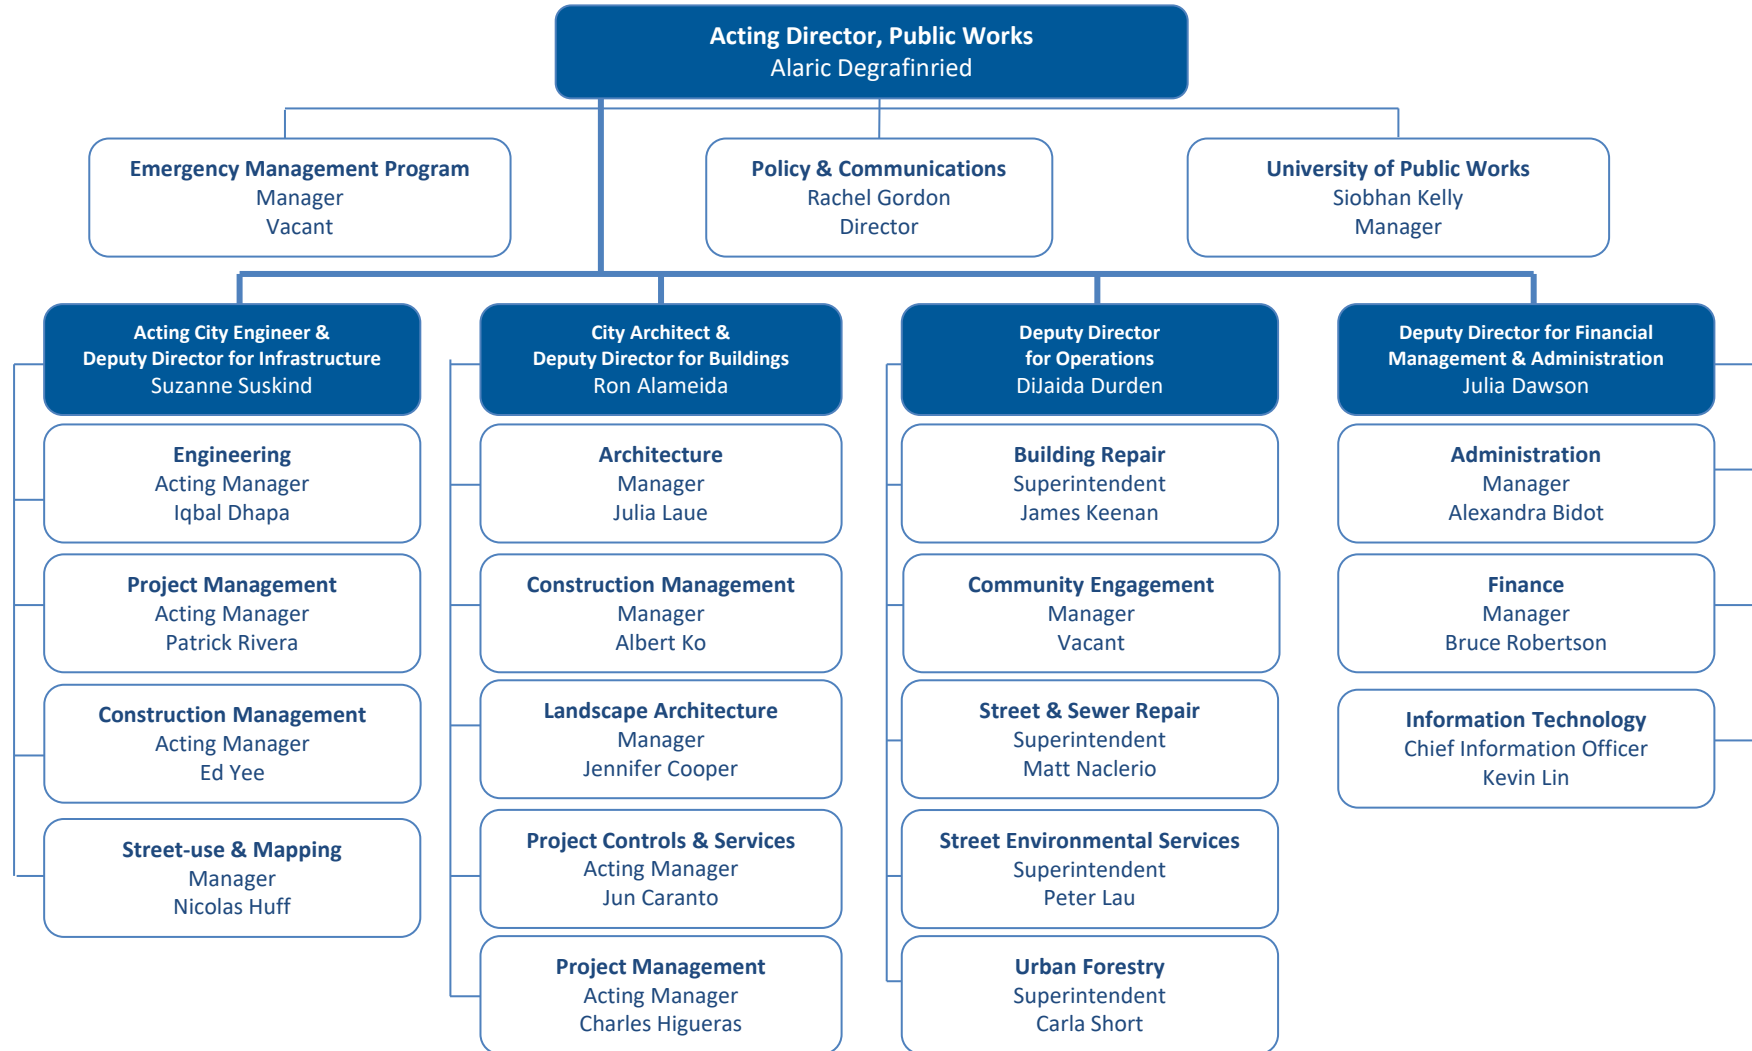 Acting Director, Public Works
Alaric Degrafinried
Emergency Management Program
Manager
Vacant
Policy & Communications
Rachel Gordon
Director
University of Public Works
Siobhan Kelly
Manager
Acting City Engineer &
Deputy Director for Infrastructure
Suzanne Suskind
Engineering
Acting Manager
Iqbal Dhapa
Project Management
Acting Manager
Patrick Rivera
Construction Management
Acting Manager
Ed Yee
Street-use & Mapping
Manager
Nicolas Huff
City Architect &
Deputy Director for Buildings
Ron Alameida
Architecture
Manager
Julia Laue
Construction Management
Manager
Albert Ko
Landscape Architecture
Manager
Jennifer Cooper
Project Controls & Services
Acting Manager
Jun Caranto
Project Management
Acting Manager
Charles Higueras
Deputy Director
for Operations
DiJaida Durden
Building Repair
Superintendent
James Keenan
Community Engagement
Manager
Vacant
Street & Sewer Repair
Superintendent
Matt Naclerio
Street Environmental Services
Superintendent
Peter Lau
Urban Forestry
Superintendent
Carla Short
Deputy Director for Financial
Management & Administration
Julia Dawson
Administration
Manager
Alexandra Bidot
Finance
Manager
Bruce Robertson
Information Technology
Chief Information Officer
Kevin Lin